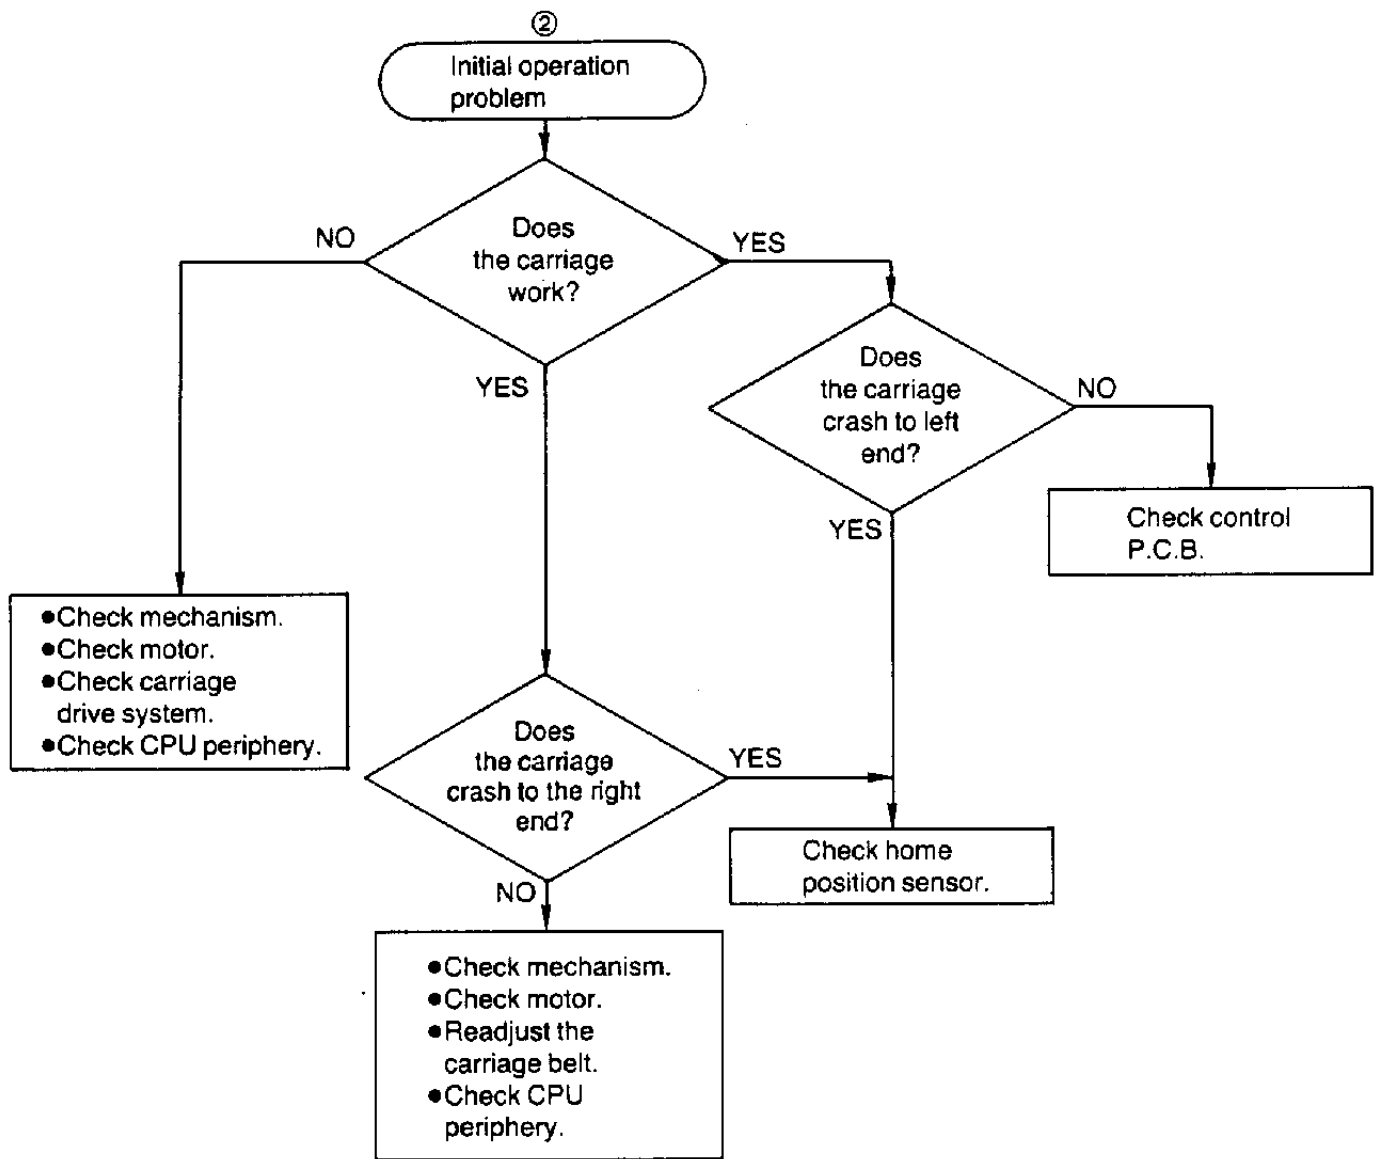 ②
Initial operation
problem
Does
the carriage
work?
NO
YES
YES
Does
the carriage
crash to left
end?
NO
YES
Check control
P.C.B.
●Check mechanism.
●Check motor.
●Check carriage
drive system.
●Check CPU periphery.
Does
the carriage
crash to the right
end?
YES
NO
Check home
position sensor.
●Check mechanism.
●Check motor.
●Readjust the
carriage belt.
●Check CPU
periphery.